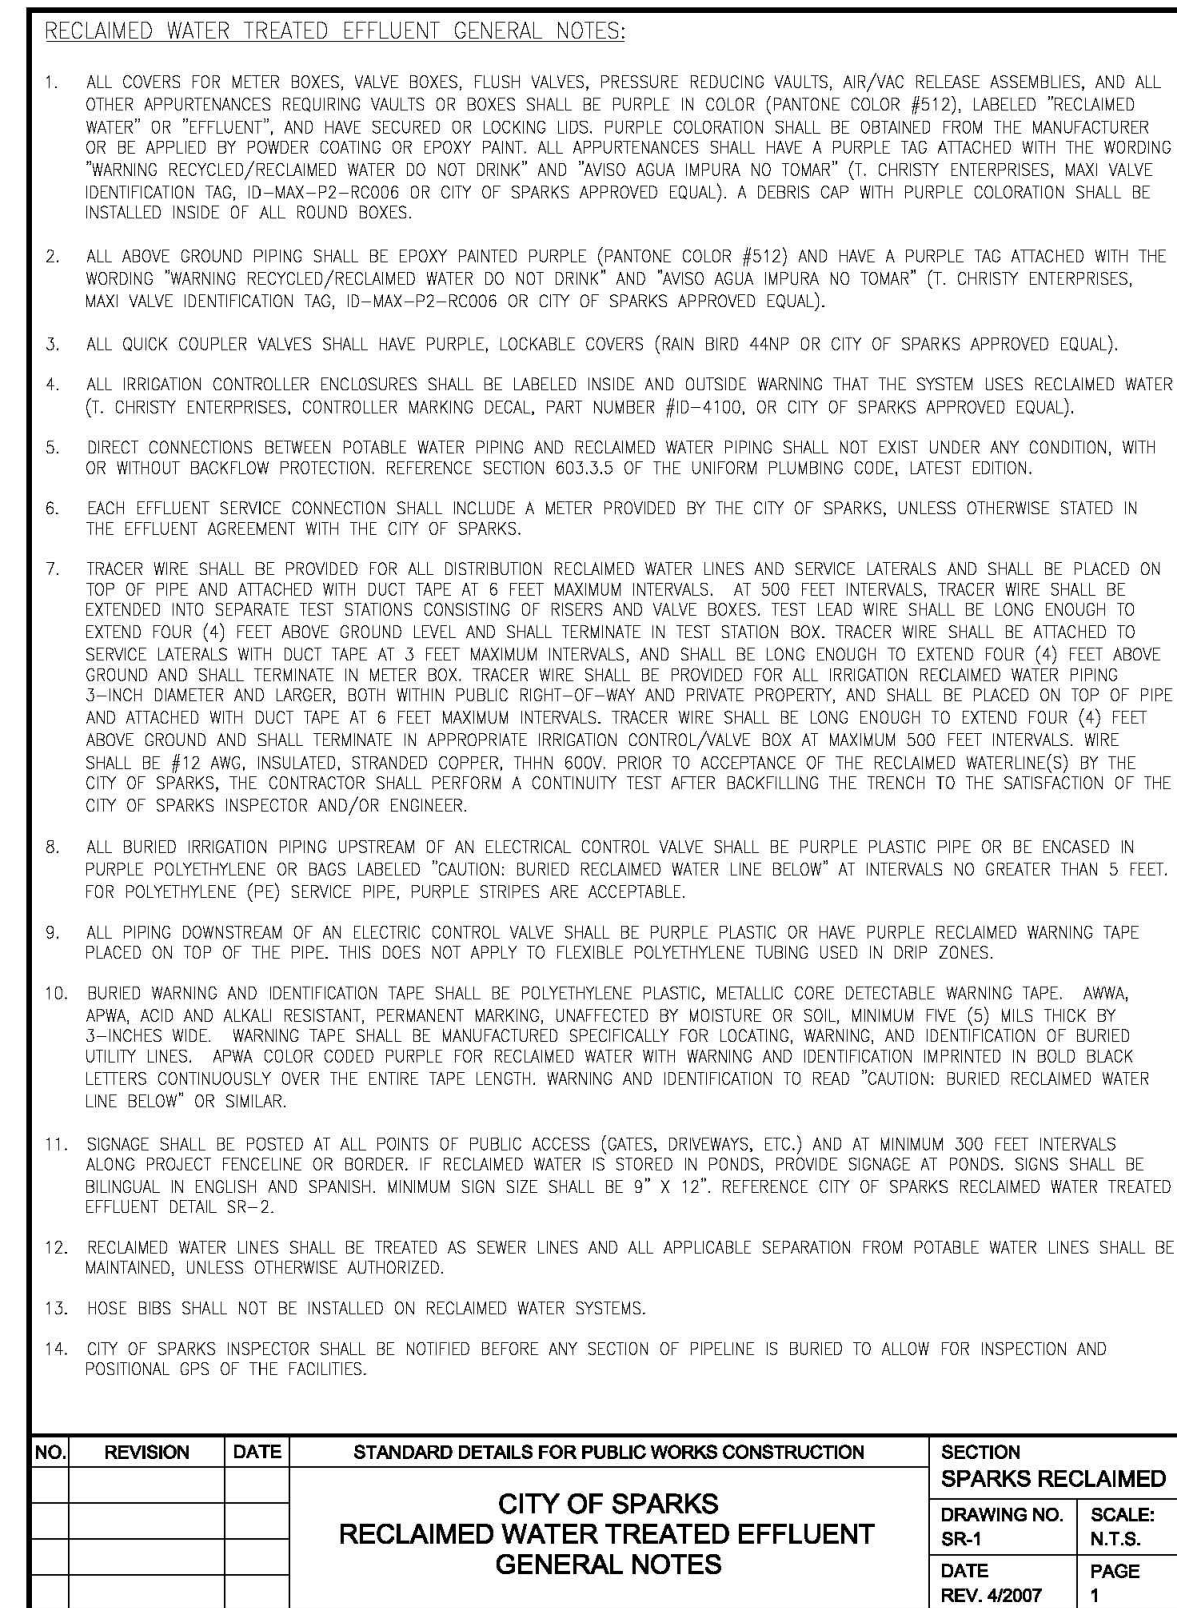 RECLAIMED WATER TREATED EFFLUENT GENERAL NOTES:
1. ALL COVERS FOR METER BOXES, VALVE BOXES, FLUSH VALVES, PRESSURE REDUCING VAULTS, AIR/VAC RELEASE ASSEMBLIES, AND ALL
OTHER APPURTENANCES REQUIRING VAULTS OR BOXES SHALL BE PURPLE IN COLOR (PANTONE COLOR #512), LABELED "RECLAIMED
WATER" OR "EFFLUENT", AND HAVE SECURED OR LOCKING LIDS. PURPLE COLORATION SHALL BE OBTAINED FROM THE MANUFACTURER
OR BE APPLIED BY POWDER COATING OR EPOXY PAINT. ALL APPURTENANCES SHALL HAVE A PURPLE TAG ATTACHED WITH THE WORDING
"WARNING RECYCLED/RECLAIMED WATER DO NOT DRINK" AND "AVISO AGUA IMPURA NO TOMAR" (T. CHRISTY ENTERPRISES, MAXI VALVE
IDENTIFICATION TAG, ID-MAX-P2-RC006 OR CITY OF SPARKS APPROVED EQUAL). A DEBRIS CAP WITH PURPLE COLORATION SHALL BE
INSTALLED INSIDE OF ALL ROUND BOXES.
2. ALL ABOVE GROUND PIPING SHALL BE EPOXY PAINTED PURPLE (PANTONE COLOR #512) AND HAVE A PURPLE TAG ATTACHED WITH THE
WORDING "WARNING RECYCLED/RECLAIMED WATER DO NOT DRINK" AND "AVISO AGUA IMPURA NO TOMAR" (T. CHRISTY ENTERPRISES,
MAXI VALVE IDENTIFICATION TAG, ID-MAX-P2-RC006 OR CITY OF SPARKS APPROVED EQUAL).
3. ALL QUICK COUPLER VALVES SHALL HAVE PURPLE, LOCKABLE COVERS (RAIN BIRD 44NP OR CITY OF SPARKS APPROVED EQUAL).
4. ALL IRRIGATION CONTROLLER ENCLOSURES SHALL BE LABELED INSIDE AND OUTSIDE WARNING THAT THE SYSTEM USES RECLAIMED WATER
(T. CHRISTY ENTERPRISES, CONTROLLER MARKING DECAL, PART NUMBER #ID-4100, OR CITY OF SPARKS APPROVED EQUAL).
5. DIRECT CONNECTIONS BETWEEN POTABLE WATER PIPING AND RECLAIMED WATER PIPING SHALL NOT EXIST UNDER ANY CONDITION, WITH
OR WITHOUT BACKFLOW PROTECTION. REFERENCE SECTION 603.3.5 OF THE UNIFORM PLUMBING CODE, LATEST EDITION.
6. EACH EFFLUENT SERVICE CONNECTION SHALL INCLUDE A METER PROVIDED BY THE CITY OF SPARKS, UNLESS OTHERWISE STATED IN
THE EFFLUENT AGREEMENT WITH THE CITY OF SPARKS.
7. TRACER WIRE SHALL BE PROVIDED FOR ALL DISTRIBUTION RECLAIMED WATER LINES AND SERVICE LATERALS AND SHALL BE PLACED ON
TOP OF PIPE AND ATTACHED WITH DUCT TAPE AT 6 FEET MAXIMUM INTERVALS. AT 500 FEET INTERVALS, TRACER WIRE SHALL BE
EXTENDED INTO SEPARATE TEST STATIONS CONSISTING OF RISERS AND VALVE BOXES. TEST LEAD WIRE SHALL BE LONG ENOUGH TO
EXTEND FOUR (4) FEET ABOVE GROUND LEVEL AND SHALL TERMINATE IN TEST STATION BOX. TRACER WIRE SHALL BE ATTACHED TO
SERVICE LATERALS WITH DUCT TAPE AT 3 FEET MAXIMUM INTERVALS, AND SHALL BE LONG ENOUGH TO EXTEND FOUR (4) FEET ABOVE
GROUND AND SHALL TERMINATE IN METER BOX. TRACER WIRE SHALL BE PROVIDED FOR ALL IRRIGATION RECLAIMED WATER PIPING
3-INCH DIAMETER AND LARGER, BOTH WITHIN PUBLIC RIGHT-OF-WAY AND PRIVATE PROPERTY, AND SHALL BE PLACED ON TOP OF PIPE
AND ATTACHED WITH DUCT TAPE AT 6 FEET MAXIMUM INTERVALS. TRACER WIRE SHALL BE LONG ENOUGH TO EXTEND FOUR (4) FEET
ABOVE GROUND AND SHALL TERMINATE IN APPROPRIATE IRRIGATION CONTROL/VALVE BOX AT MAXIMUM 500 FEET INTERVALS. WIRE
SHALL BE #12 AWG, INSULATED, STRANDED COPPER, THHN 600V. PRIOR TO ACCEPTANCE OF THE RECLAIMED WATERLINE(S) BY THE
CITY OF SPARKS, THE CONTRACTOR SHALL PERFORM A CONTINUITY TEST AFTER BACKFILLING THE TRENCH TO THE SATISFACTION OF THE
CITY OF SPARKS INSPECTOR AND/OR ENGINEER.
8. ALL BURIED IRRIGATION PIPING UPSTREAM OF AN ELECTRICAL CONTROL VALVE SHALL BE PURPLE PLASTIC PIPE OR BE ENCASED IN
PURPLE POLYETHYLENE OR BAGS LABELED "CAUTION: BURIED RECLAIMED WATER LINE BELOW" AT INTERVALS NO GREATER THAN 5 FEET.
FOR POLYETHYLENE (PE) SERVICE PIPE, PURPLE STRIPES ARE ACCEPTABLE.
9. ALL PIPING DOWNSTREAM OF AN ELECTRIC CONTROL VALVE SHALL BE PURPLE PLASTIC OR HAVE PURPLE RECLAIMED WARNING TAPE
PLACED ON TOP OF THE PIPE. THIS DOES NOT APPLY TO FLEXIBLE POLYETHYLENE TUBING USED IN DRIP ZONES.
10. BURIED WARNING AND IDENTIFICATION TAPE SHALL BE POLYETHYLENE PLASTIC, METALLIC CORE DETECTABLE WARNING TAPE. AWWA,
APWA, ACID AND ALKALI RESISTANT, PERMANENT MARKING, UNAFFECTED BY MOISTURE OR SOIL, MINIMUM FIVE (5) MILS THICK BY
3-INCHES WIDE. WARNING TAPE SHALL BE MANUFACTURED SPECIFICALLY FOR LOCATING, WARNING, AND IDENTIFICATION OF BURIED
UTILITY LINES. APWA COLOR CODED PURPLE FOR RECLAIMED WATER WITH WARNING AND IDENTIFICATION IMPRINTED IN BOLD BLACK
LETTERS CONTINUOUSLY OVER THE ENTIRE TAPE LENGTH. WARNING AND IDENTIFICATION TO READ "CAUTION: BURIED RECLAIMED WATER
LINE BELOW" OR SIMILAR.
11. SIGNAGE SHALL BE POSTED AT ALL POINTS OF PUBLIC ACCESS (GATES, DRIVEWAYS, ETC.) AND AT MINIMUM 300 FEET INTERVALS
ALONG PROJECT FENCELINE OR BORDER. IF RECLAIMED WATER IS STORED IN PONDS, PROVIDE SIGNAGE AT PONDS. SIGNS SHALL BE
BILINGUAL IN ENGLISH AND SPANISH. MINIMUM SIGN SIZE SHALL BE 9" X 12". REFERENCE CITY OF SPARKS RECLAIMED WATER TREATED
EFFLUENT DETAIL SR-2.
12. RECLAIMED WATER LINES SHALL BE TREATED AS SEWER LINES AND ALL APPLICABLE SEPARATION FROM POTABLE WATER LINES SHALL BE
MAINTAINED, UNLESS OTHERWISE AUTHORIZED.
13. HOSE BIBS SHALL NOT BE INSTALLED ON RECLAIMED WATER SYSTEMS.
14. CITY OF SPARKS INSPECTOR SHALL BE NOTIFIED BEFORE ANY SECTION OF PIPELINE IS BURIED TO ALLOW FOR INSPECTION AND
POSITIONAL GPS OF THE FACILITIES.
NO. REVISION DATE
STANDARD DETAILS FOR PUBLIC WORKS CONSTRUCTION
CITY OF SPARKS
RECLAIMED WATER TREATED EFFLUENT
GENERAL NOTES
SECTION
SPARKS RECLAIMED
DRAWING NO.
SR-1
SCALE:
N.T.S.
DATE
REV. 4/2007
PAGE
1